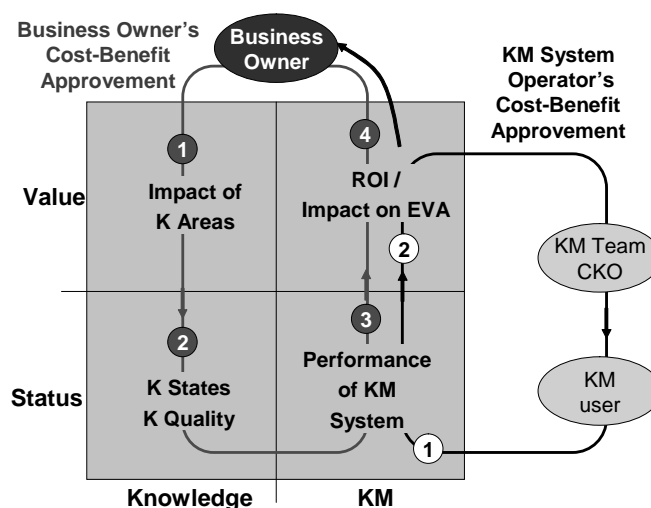 Business Owner's
Cost-Benefit
Approvement
Business
Owner
KM System
Operator's
Cost-Benefit
Approvement
Value
1
Impact of
K Areas
4
ROI /
Impact on EVA
2
KM Team
CKO
Status
2
K States
K Quality
3
Performance
of KM
System
1
KM
user
Knowledge
KM